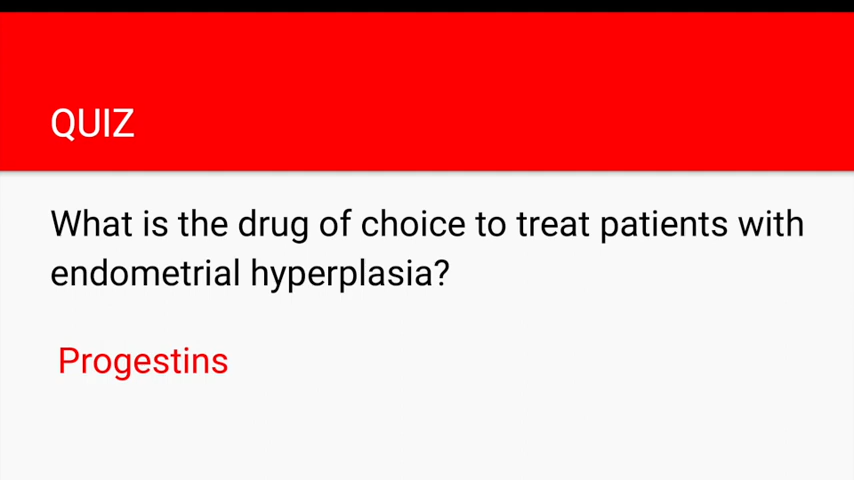 QUIZ
What is the drug of choice to treat patients with
endometrial hyperplasia?
Progestins